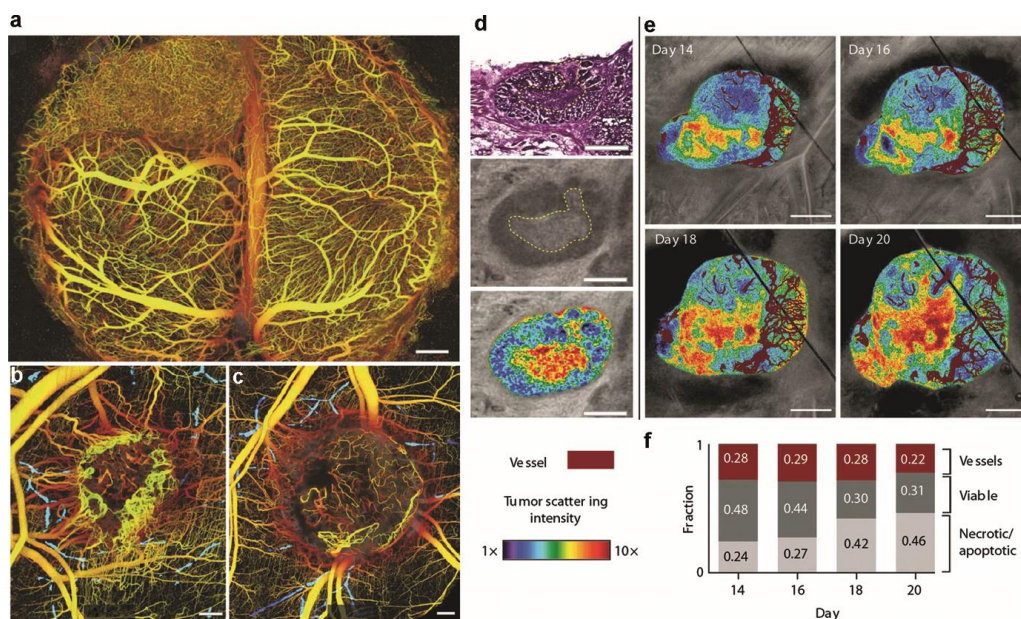 a
b
c
d
e
Day 14
Day 16
Day 18
Day 20
Vessel
Tumor scatter ing
intensity
1×
10×
f
1
Fraction
0
0.28
0.48
0.24
0.29
0.44
0.27
0.28
0.30
0.42
0.22
0.31
0.46
Vessels
Viable
Necrotic/
apoptotic
14
16
18
20
Day